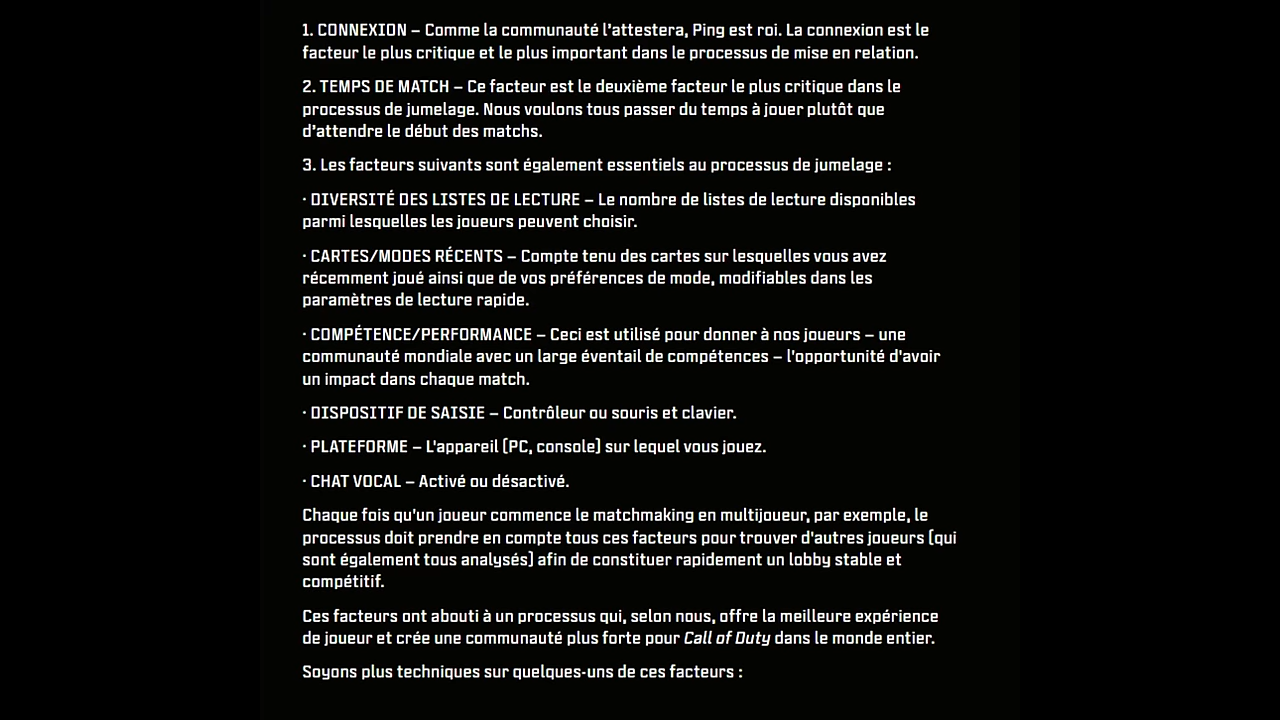 1. CONNEXION – Comme la communauté l’attestera, Ping est roi. La connexion est le
facteur le plus critique et le plus important dans le processus de mise en relation.
2. TEMPS DE MATCH – Ce facteur est le deuxième facteur le plus critique dans le
processus de jumelage. Nous voulons tous passer du temps à jouer plutôt que
d’attendre le début des matchs.
3. Les facteurs suivants sont également essentiels au processus de jumelage :
· DIVERSITÉ DES LISTES DE LECTURE – Le nombre de listes de lecture disponibles
parmi lesquelles les joueurs peuvent choisir.
· CARTES/MODES RÉCENTS – Compte tenu des cartes sur lesquelles vous avez
récemment joué ainsi que de vos préférences de mode, modifiables dans les
paramètres de lecture rapide.
· COMPÉTENCE/PERFORMANCE – Ceci est utilisé pour donner à nos joueurs – une
communauté mondiale avec un large éventail de compétences – l'opportunité d'avoir
un impact dans chaque match.
· DISPOSITIF DE SAISIE – Contrôleur ou souris et clavier.
· PLATEFORME – L'appareil (PC, console) sur lequel vous jouez.
· CHAT VOCAL – Activé ou désactivé.
Chaque fois qu'un joueur commence le matchmaking en multijoueur, par exemple, le
processus doit prendre en compte tous ces facteurs pour trouver d'autres joueurs (qui
sont également tous analysés) afin de constituer rapidement un lobby stable et
compétitif.
Ces facteurs ont abouti à un processus qui, selon nous, offre la meilleure expérience
de joueur et crée une communauté plus forte pour Call of Duty dans le monde entier.
Soyons plus techniques sur quelques-uns de ces facteurs :